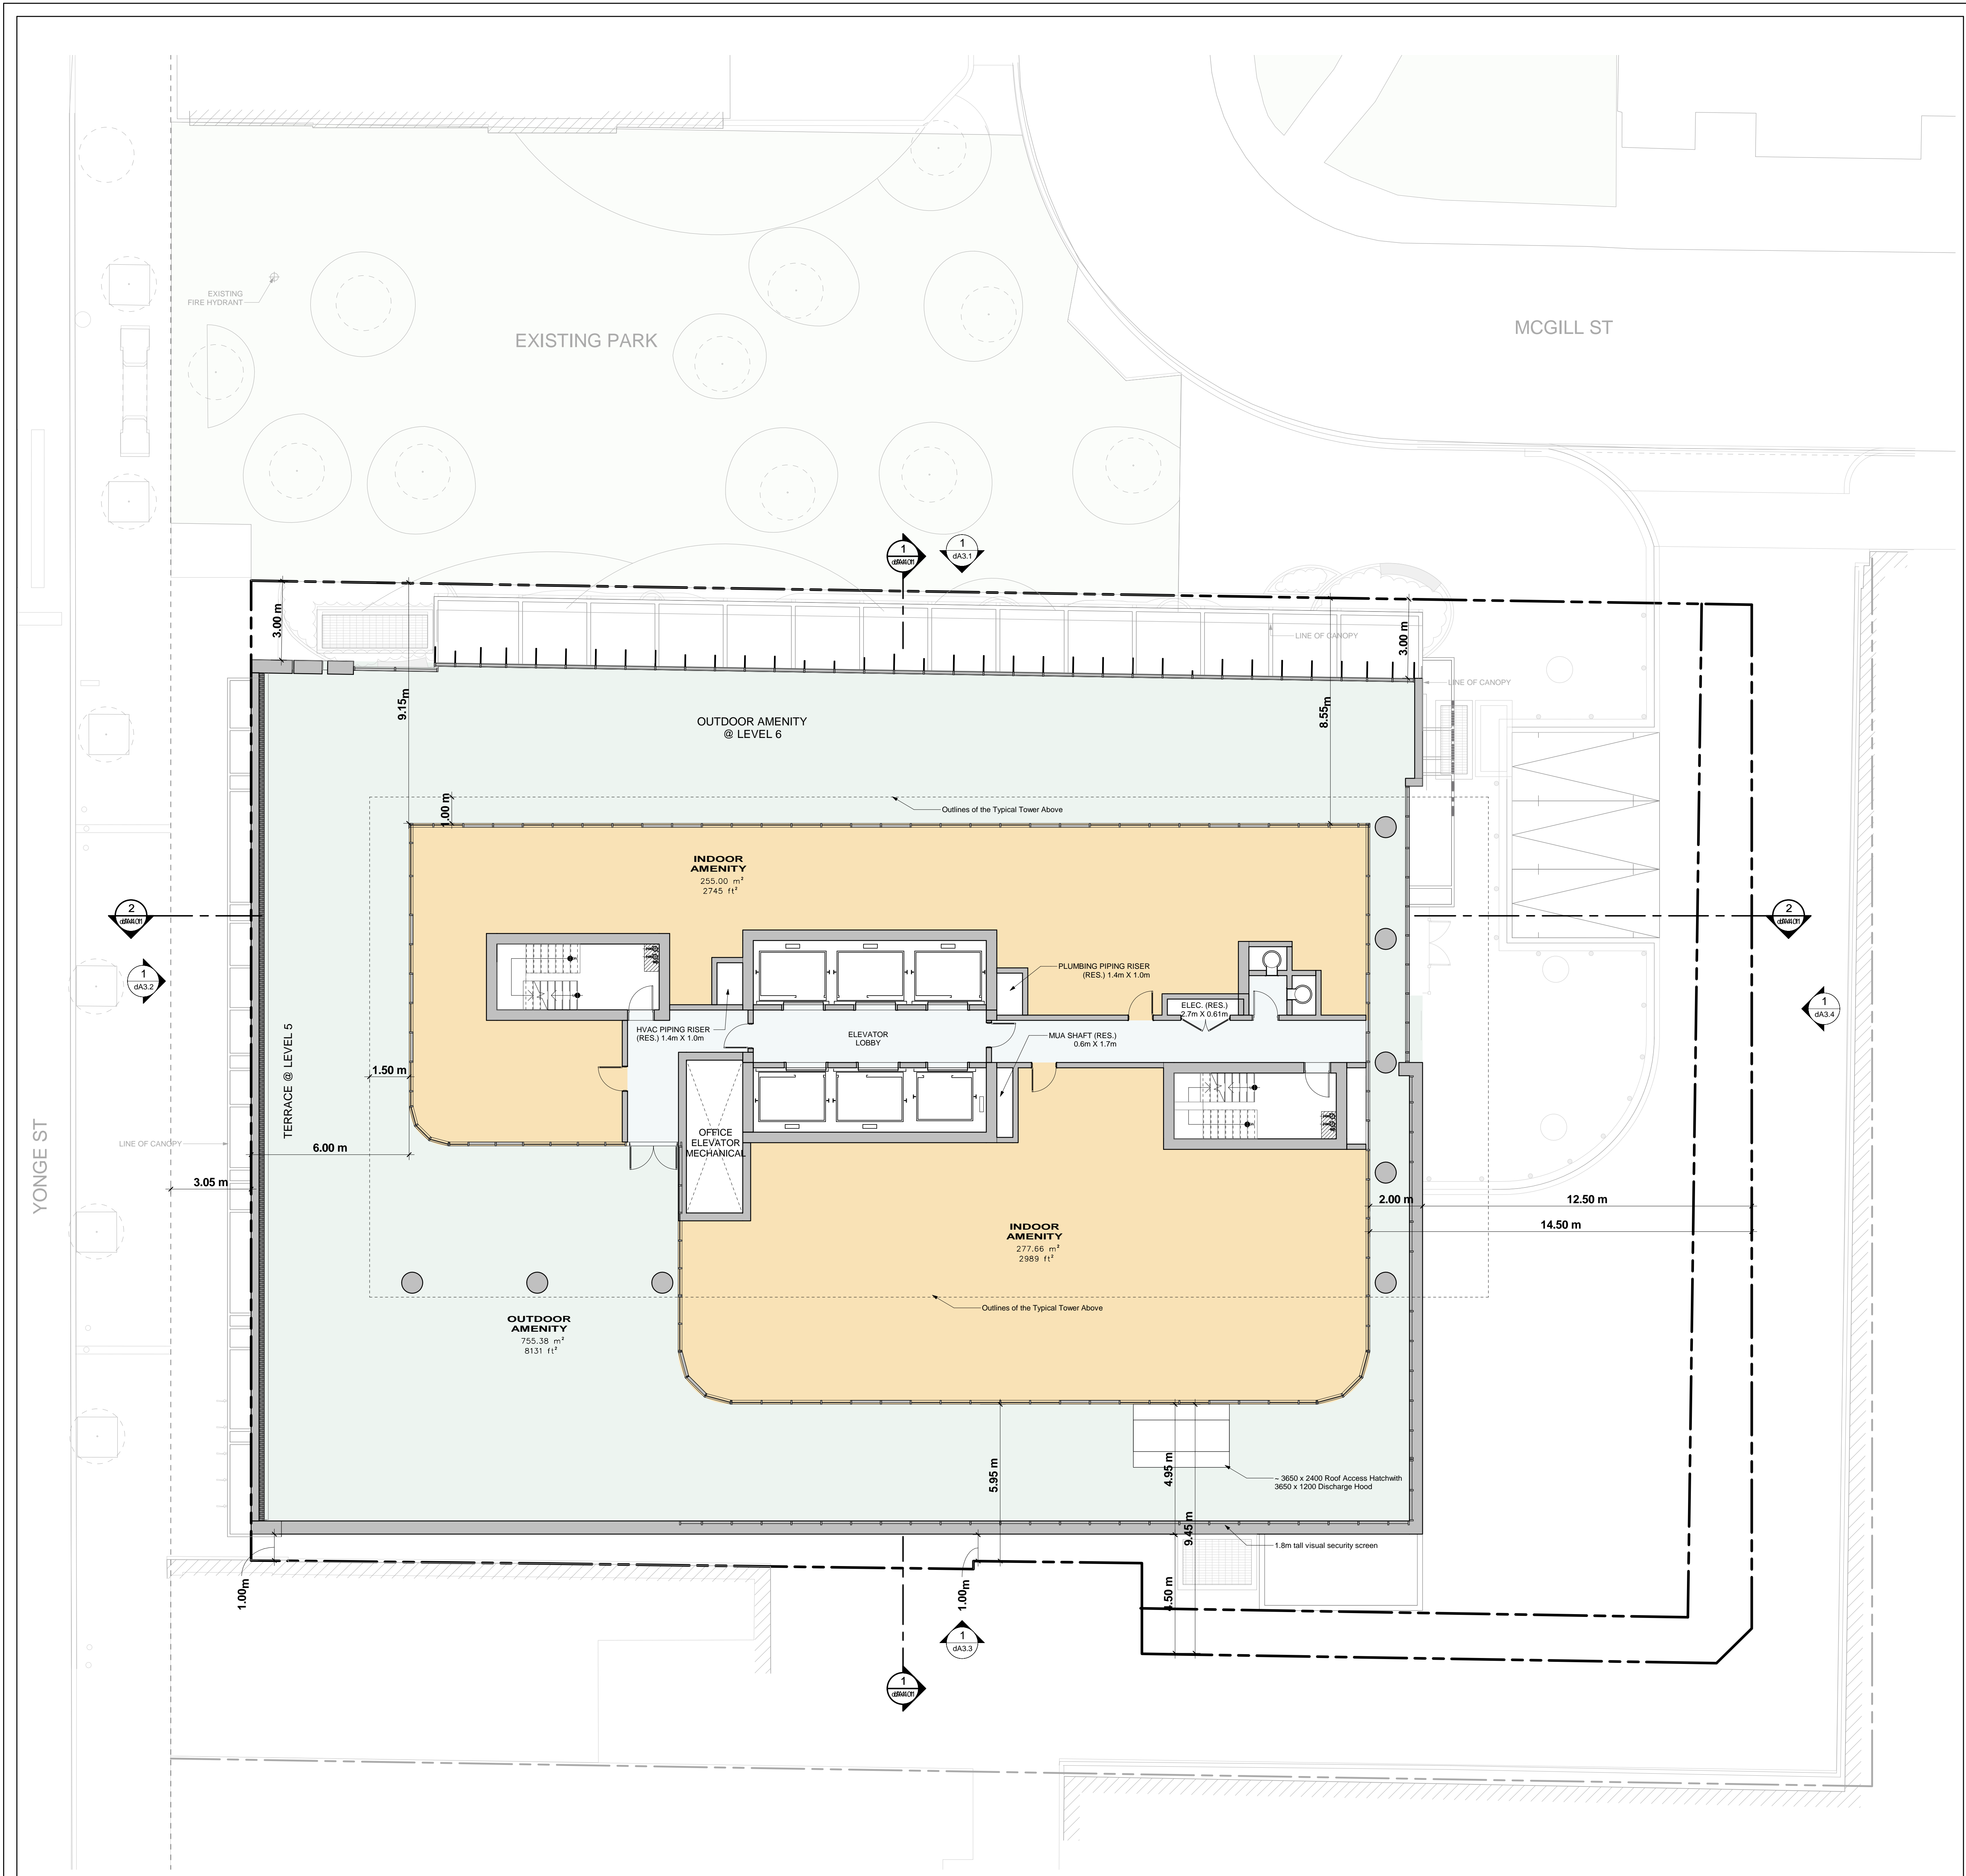 EXISTING
FIRE HYDRANT
EXISTING PARK
MCGILL ST
1
1
dA3.1
3.00 m
LINE OF CANOPY
3.00 m
LINE OF CANOPY
9.15m
OUTDOOR AMENITY
@ LEVEL 6
8.55m
1.00 m
Outlines of the Typical Tower Above
INDOOR
AMENITY
255.00 m²
2745 ft²
2
2
1
dA3.2
PLUMBING PIPING RISER
(RES.) 1.4m X 1.0m
ELEC. (RES.)
2.7m X 0.61m
1
dA3.4
HVAC PIPING RISER
(RES.) 1.4m X 1.0m
ELEVATOR
LOBBY
MUA SHAFT (RES.)
0.6m X 1.7m
TERRACE @ LEVEL 5
1.50 m
OFFICE
ELEVATOR
MECHANICAL
LINE OF CANOPY
6.00 m
YONGE ST
3.05 m
2.00 m
12.50 m
14.50 m
INDOOR
AMENITY
277.66 m²
2989 ft²
Outlines of the Typical Tower Above
OUTDOOR
AMENITY
755.38 m²
8131 ft²
5.95 m
4.95 m
~ 3650 x 2400 Roof Access Hatchwith
3650 x 1200 Discharge Hood
9.45 m
1.8m tall visual security screen
1.00m
1.00m
4.50 m
1
dA3.3
1